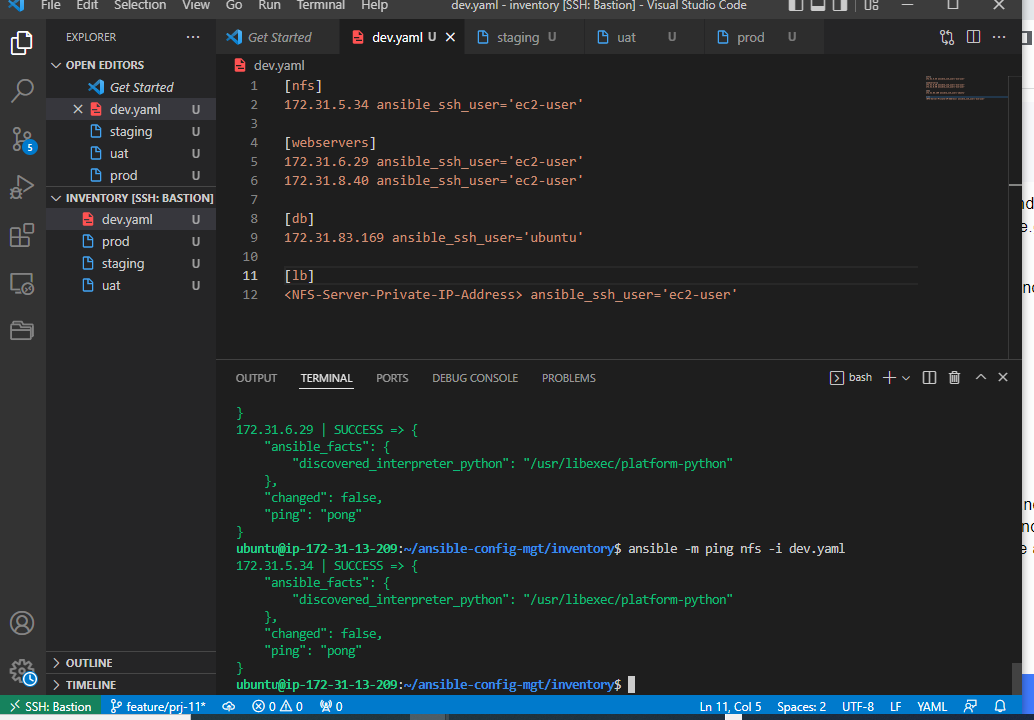 File Edit Selection View Go Run Terminal Help
dev.yaml - inventory [SSH: Bastion] - Visual Studio Code
EXPLORER
OPEN EDITORS
Get Started
dev.yaml U
staging U
uat U
prod U
INVENTORY [SSH: BASTION]
dev.yaml U
prod U
staging U
uat U
5
OUTLINE
TIMELINE
Get Started
dev.yaml U
staging U
uat U
prod U
dev.yaml
1 [nfs]
2 172.31.5.34 ansible_ssh_user='ec2-user'
3
4 [webservers]
5 172.31.6.29 ansible_ssh_user='ec2-user'
6 172.31.8.40 ansible_ssh_user='ec2-user'
7
8 [db]
9 172.31.83.169 ansible_ssh_user='ubuntu'
10
11 [lb]
12 <NFS-Server-Private-IP-Address> ansible_ssh_user='ec2-user'
OUTPUT TERMINAL PORTS DEBUG CONSOLE PROBLEMS
bash
}
172.31.6.29 | SUCCESS => {
"ansible_facts": {
"discovered_interpreter_python": "/usr/libexec/platform-python"
},
"changed": false,
"ping": "pong"
}
ubuntu@ip-172-31-13-209:~/ansible-config-mgt/inventory$ ansible -m ping nfs -i dev.yaml
172.31.5.34 | SUCCESS => {
"ansible_facts": {
"discovered_interpreter_python": "/usr/libexec/platform-python"
},
"changed": false,
"ping": "pong"
}
ubuntu@ip-172-31-13-209:~/ansible-config-mgt/inventory$
SSH: Bastion feature/prj-11* 0 0 0 Ln 11, Col 5 Spaces: 2 UTF-8 LF YAML